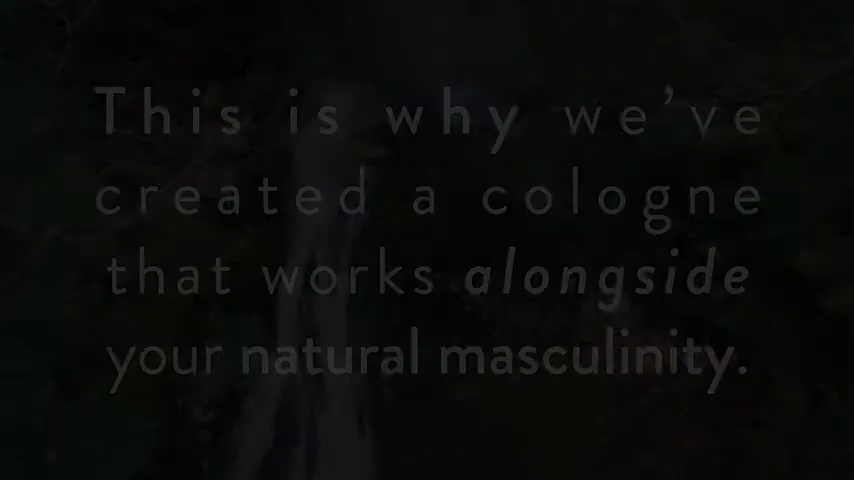 This is why we’ve
created a cologne
that works alongside
your natural masculinity.